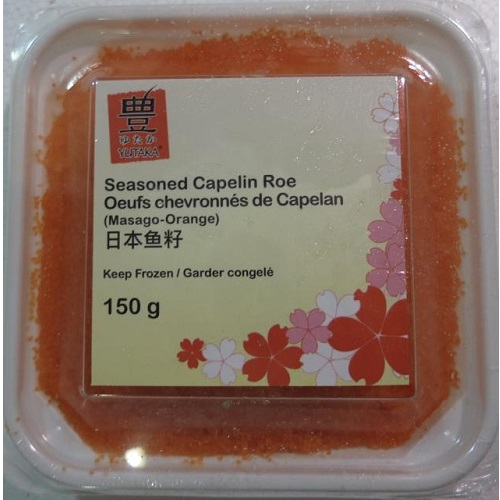 豊
ゆたか
YUTAKA®
Seasoned Capelin Roe
Oeufs chevronnés de Capelan
(Masago-Orange)
日本鱼籽
Keep Frozen / Garder congelé
150 g